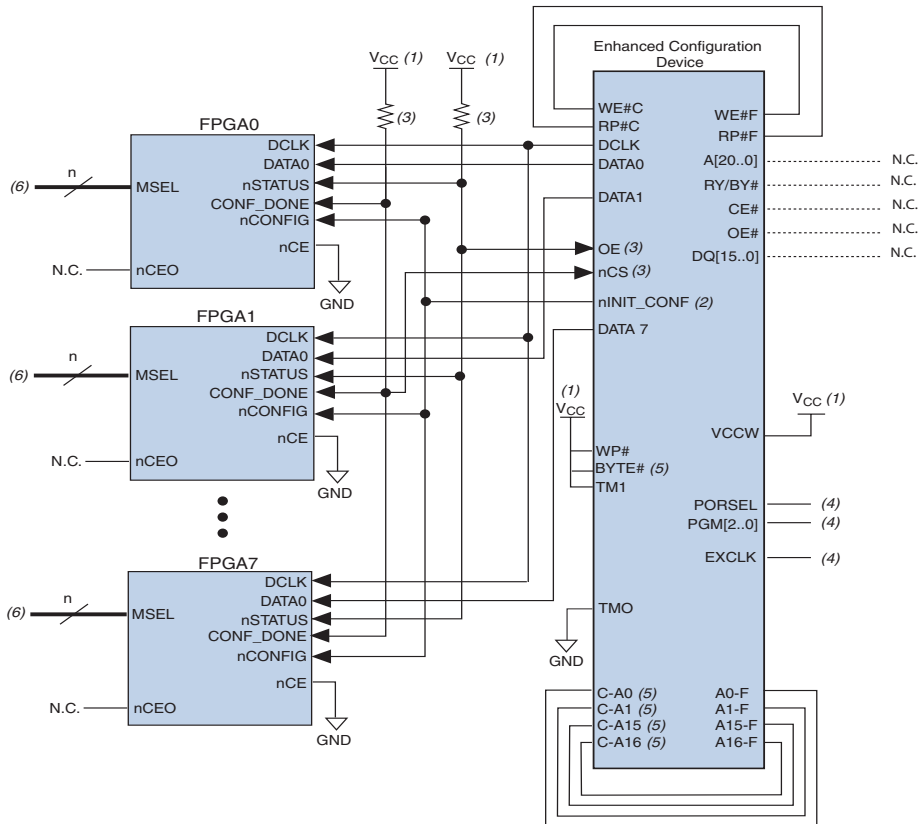 Enhanced Configuration
Device
VCC (1)
VCC (1)
(3)
(3)
FPGA0
DCLK
DATA0
nSTATUS
CONF_DONE
nCONFIG
nCE
GND
n
(6)
MSEL
N.C.
nCEO
FPGA1
DCLK
DATA0
nSTATUS
CONF_DONE
nCONFIG
nCE
GND
n
(6)
MSEL
N.C.
nCEO
FPGA7
DCLK
DATA0
nSTATUS
CONF_DONE
nCONFIG
nCE
GND
n
(6)
MSEL
N.C.
nCEO
WE#C
RP#C
DCLK
DATA0
DATA1
OE (3)
nCS (3)
nINIT_CONF (2)
DATA 7
(1)
VCC
WP#
BYTE# (5)
TM1
TMO
GND
C-A0 (5)
C-A1 (5)
C-A15 (5)
C-A16 (5)
WE#F
RP#F
A[20..0] N.C.
RY/BY# N.C.
CE# N.C.
OE# N.C.
DQ[15..0] N.C.
VCC (1)
VCCW
PORSEL (4)
PGM[2..0] (4)
EXCLK (4)
A0-F
A1-F
A15-F
A16-F